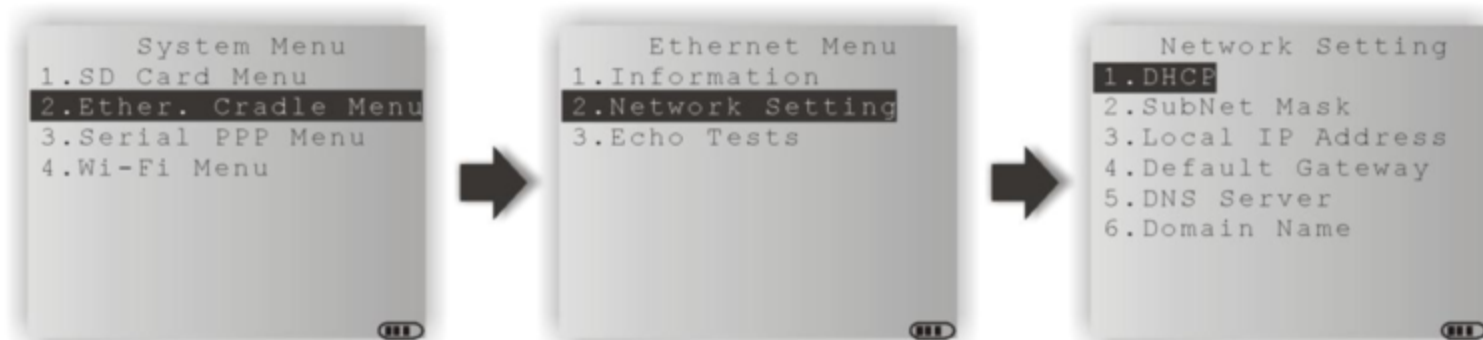 System Menu
1.SD Card Menu
2.Ether. Cradle Menu
3.Serial PPP Menu
4.Wi-Fi Menu
Ethernet Menu
1.Information
2.Network Setting
3.Echo Tests
Network Setting
1.DHCP
2.SubNet Mask
3.Local IP Address
4.Default Gateway
5.DNS Server
6.Domain Name